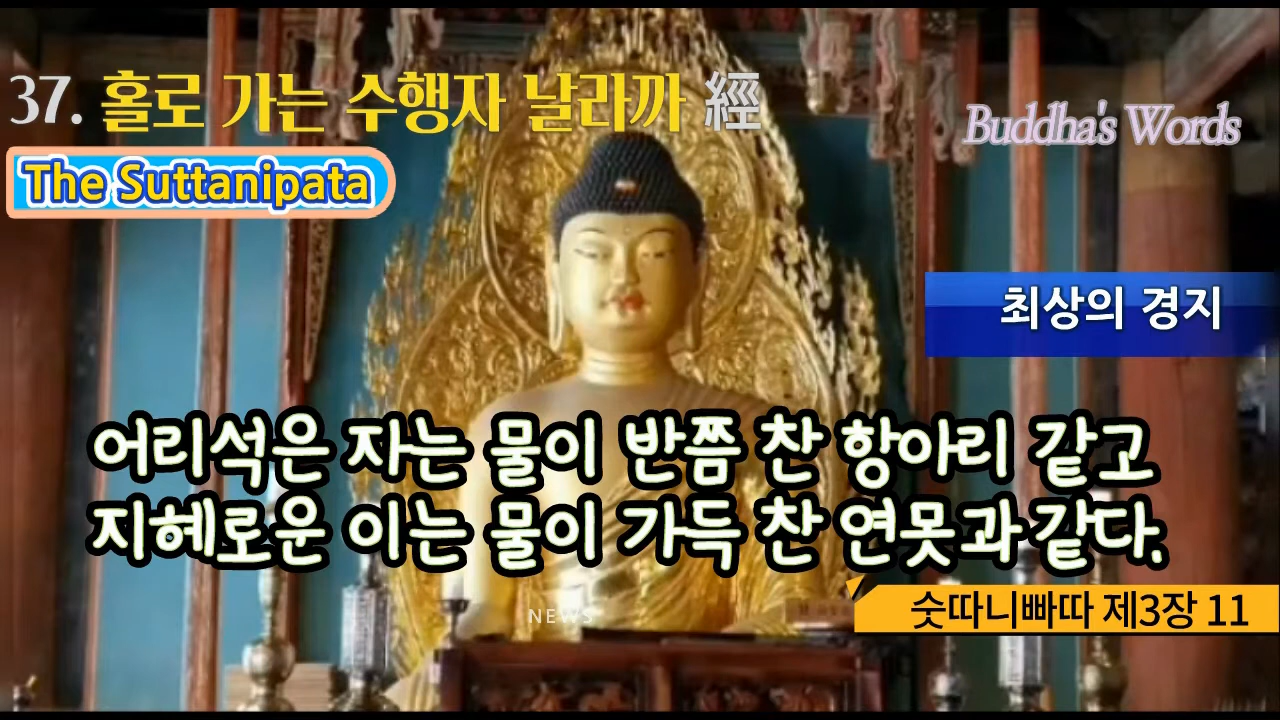 37. 홀로 가는 수행자 날라까 經
Buddha's Words
The Suttanipata
최상의 경지
어리석은 자는 물이 반쯤 찬 항아리 같고
지혜로운 이는 물이 가득 찬 연못과 같다.
NEWS
숫따니빠따 제3장 11